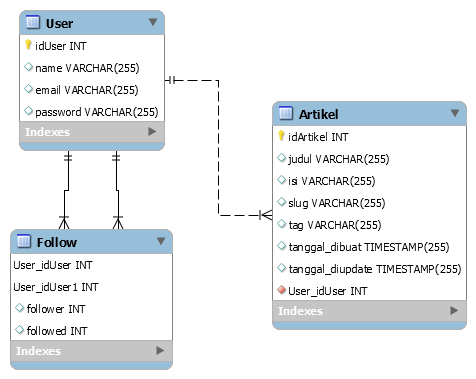 User
idUser INT
name VARCHAR(255)
email VARCHAR(255)
password VARCHAR(255)
Indexes
Artikel
idArtikel INT
judul VARCHAR(255)
isi VARCHAR(255)
slug VARCHAR(255)
tag VARCHAR(255)
tanggal_dibuat TIMESTAMP(255)
tanggal_diupdate TIMESTAMP(255)
User_idUser INT
Indexes
Follow
User_idUser INT
User_idUser1 INT
follower INT
followed INT
Indexes